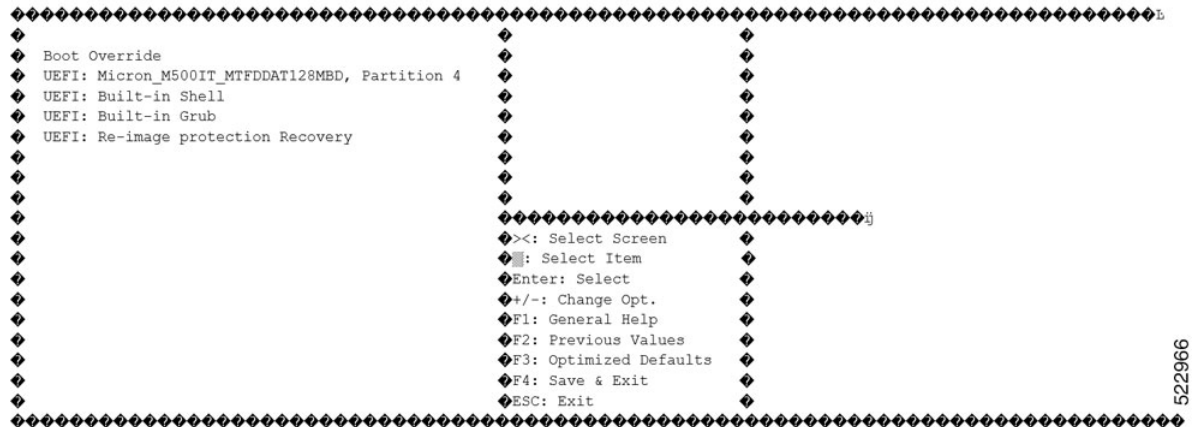 Boot Override
UEFI: Micron_M500IT_MTFDDAT128MBD, Partition 4
UEFI: Built-in Shell
UEFI: Built-in Grub
UEFI: Re-image protection Recovery
><: Select Screen
▒: Select Item
Enter: Select
+/-: Change Opt.
F1: General Help
F2: Previous Values
F3: Optimized Defaults
F4: Save & Exit
ESC: Exit
522966